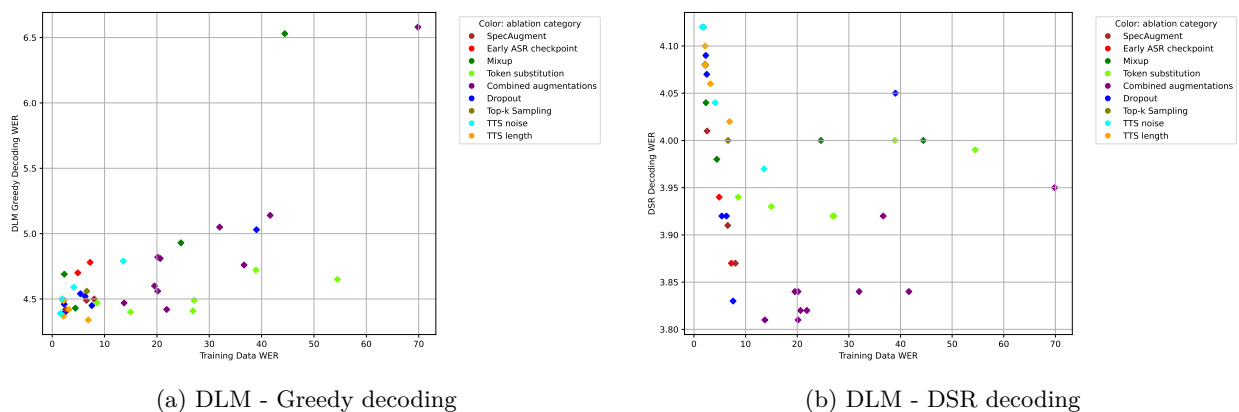 6.5
6.0
5.5
5.0
4.5
DLM Greedy Decoding WER
0
10
20
30
40
50
60
70
Training Data WER
Color: ablation category
SpecAugment
Early ASR checkpoint
Mixup
Token substitution
Combined augmentations
Dropout
Top-k Sampling
TTS noise
TTS length
(a) DLM - Greedy decoding
4.10
4.05
4.00
3.95
3.90
3.85
3.80
DSR Decoding WER
0
10
20
30
40
50
60
70
Training Data WER
Color: ablation category
SpecAugment
Early ASR checkpoint
Mixup
Token substitution
Combined augmentations
Dropout
Top-k Sampling
TTS noise
TTS length
(b) DLM - DSR decoding